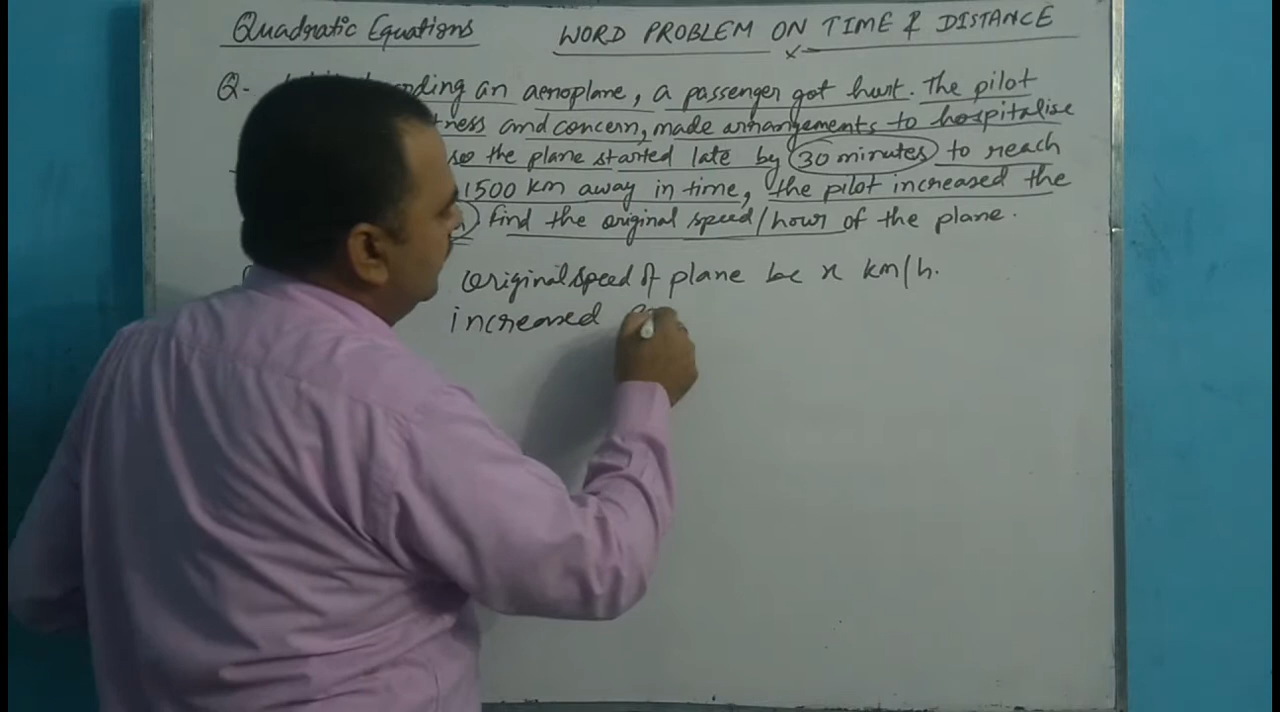 Quadratic Equations WORD PROBLEM ON TIME & DISTANCE
Q- an aeroplane, a passenger got hurt. The pilot
and concern, made arrangements to hospitalise
so the plane started late by 30 minutes to reach
1500 km away in time, the pilot increased the
find the original speed/hour of the plane.
original speed of plane be x km/h.
increased